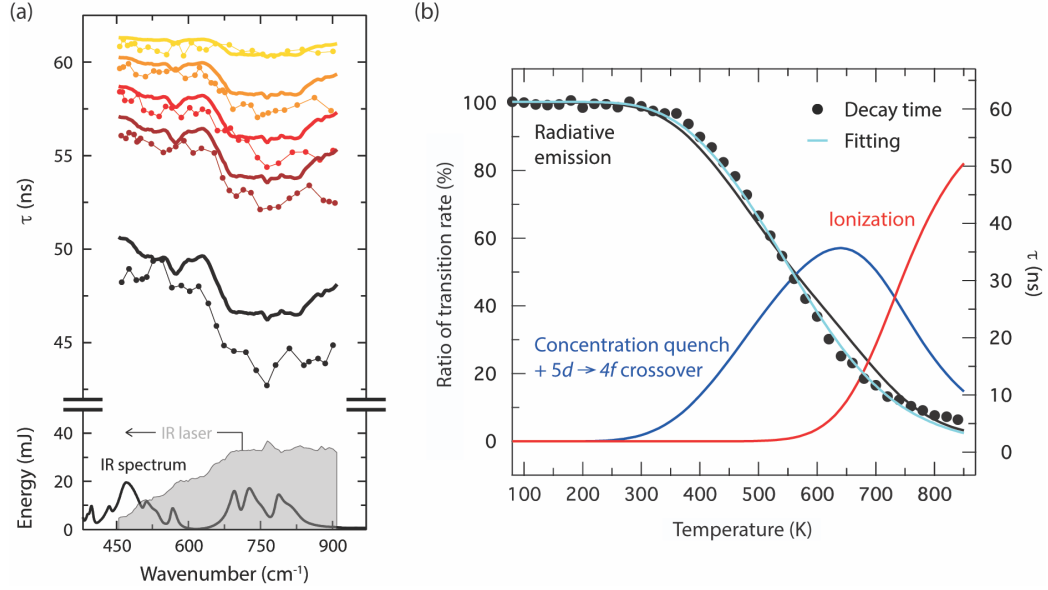 (a)
60
55
50
45
τ (ns)
40
20
0
Energy (mJ)
IR laser
IR spectrum
450
600
750
900
Wavenumber (cm⁻¹)
(b)
100
80
60
40
20
0
Ratio of transition rate (%)
Radiative
emission
Decay time
Fitting
Ionization
Concentration quench
+ 5d → 4f crossover
60
50
40
30
20
10
0
τ (ns)
100
200
300
400
500
600
700
800
Temperature (K)